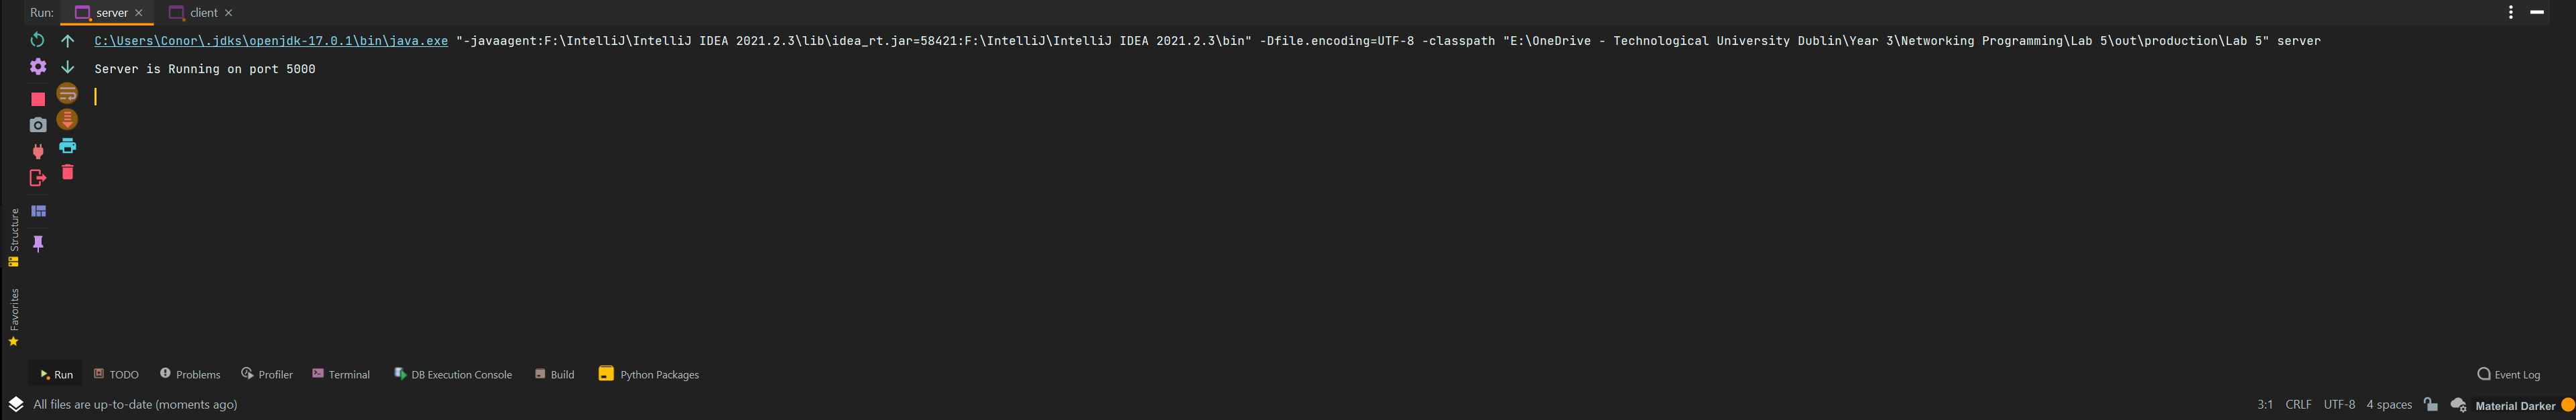 Run: server × client ×
C:\Users\Conor\.jdks\openjdk-17.0.1\bin\java.exe "-javaagent:F:\IntelliJ\IntelliJ IDEA 2021.2.3\lib\idea_rt.jar=58421:F:\IntelliJ\IntelliJ IDEA 2021.2.3\bin" -Dfile.encoding=UTF-8 -classpath "E:\OneDrive - Technological University Dublin\Year 3\Networking Programming\Lab 5\out\production\Lab 5" server
Server is Running on port 5000
Structure
Favorites
Run TODO Problems Profiler Terminal DB Execution Console Build Python Packages Event Log
All files are up-to-date (moments ago) 3:1 CRLF UTF-8 4 spaces Material Darker